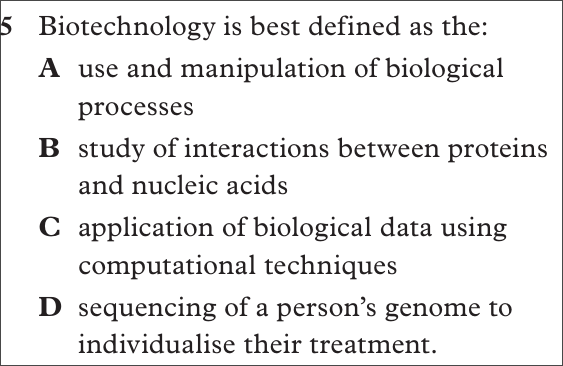 5 Biotechnology is best defined as the:
A use and manipulation of biological
processes
B study of interactions between proteins
and nucleic acids
C application of biological data using
computational techniques
D sequencing of a person's genome to
individualise their treatment.